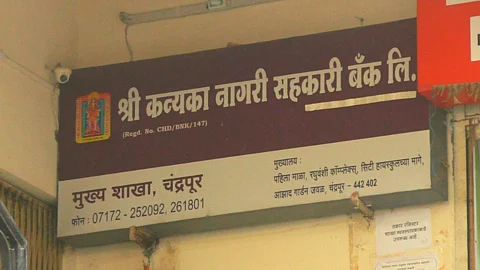 श्री कन्यका नागरी सहकारी बँक लि.
(Regd. No. CHD/BNK/147)
मुख्य शाखा, चंद्रपूर
फोन : 07172 - 252092, 261801
मुख्यालय :
पहिला माळा, रघुवंशी कॉम्प्लेक्स, सिटी हायस्कुलच्या मागे,
आझाद गार्डन जवळ, चंद्रपूर – 442 402